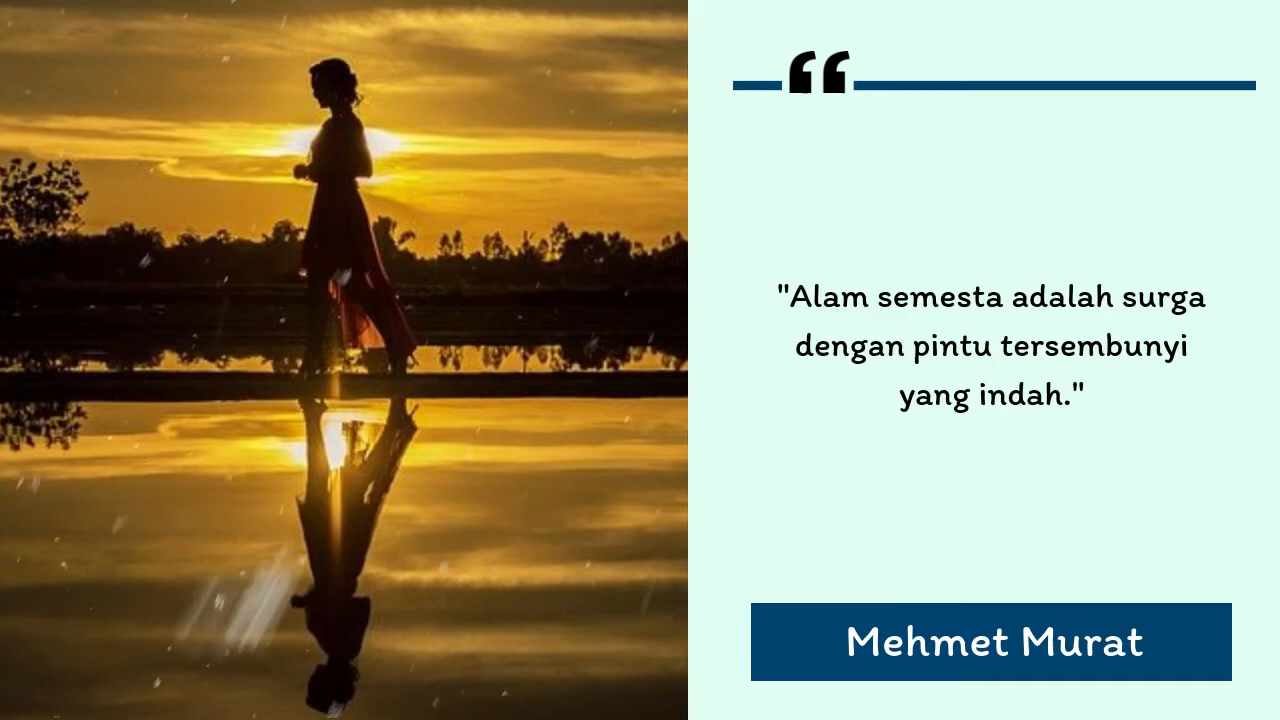 "Alam semesta adalah surga
dengan pintu tersembunyi
yang indah."
Mehmet Murat